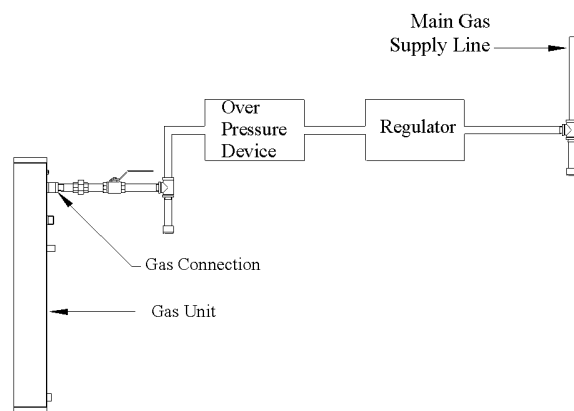 Main Gas
Supply Line
Over
Pressure
Device
Regulator
Gas Connection
Gas Unit